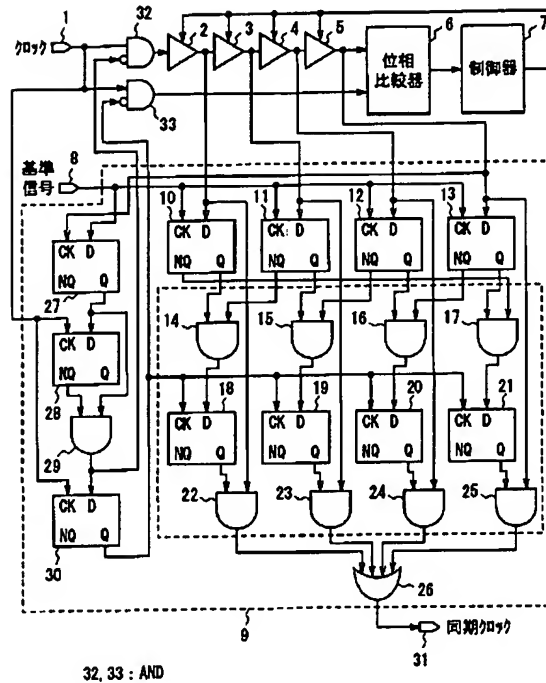 1
クロック
32
33
2
3
4
5
6
位相
比較器
7
制御器
基準
信号
8
CK D
NQ Q
27
CK D
NQ Q
28
29
CK D
NQ Q
30
10
CK D
NQ Q
11
CK D
NQ Q
12
CK D
NQ Q
13
CK D
NQ Q
14
15
16
17
18
CK D
NQ Q
19
CK D
NQ Q
20
CK D
NQ Q
21
CK D
NQ Q
22
23
24
25
26
9
31
同期クロック
32, 33 : AND